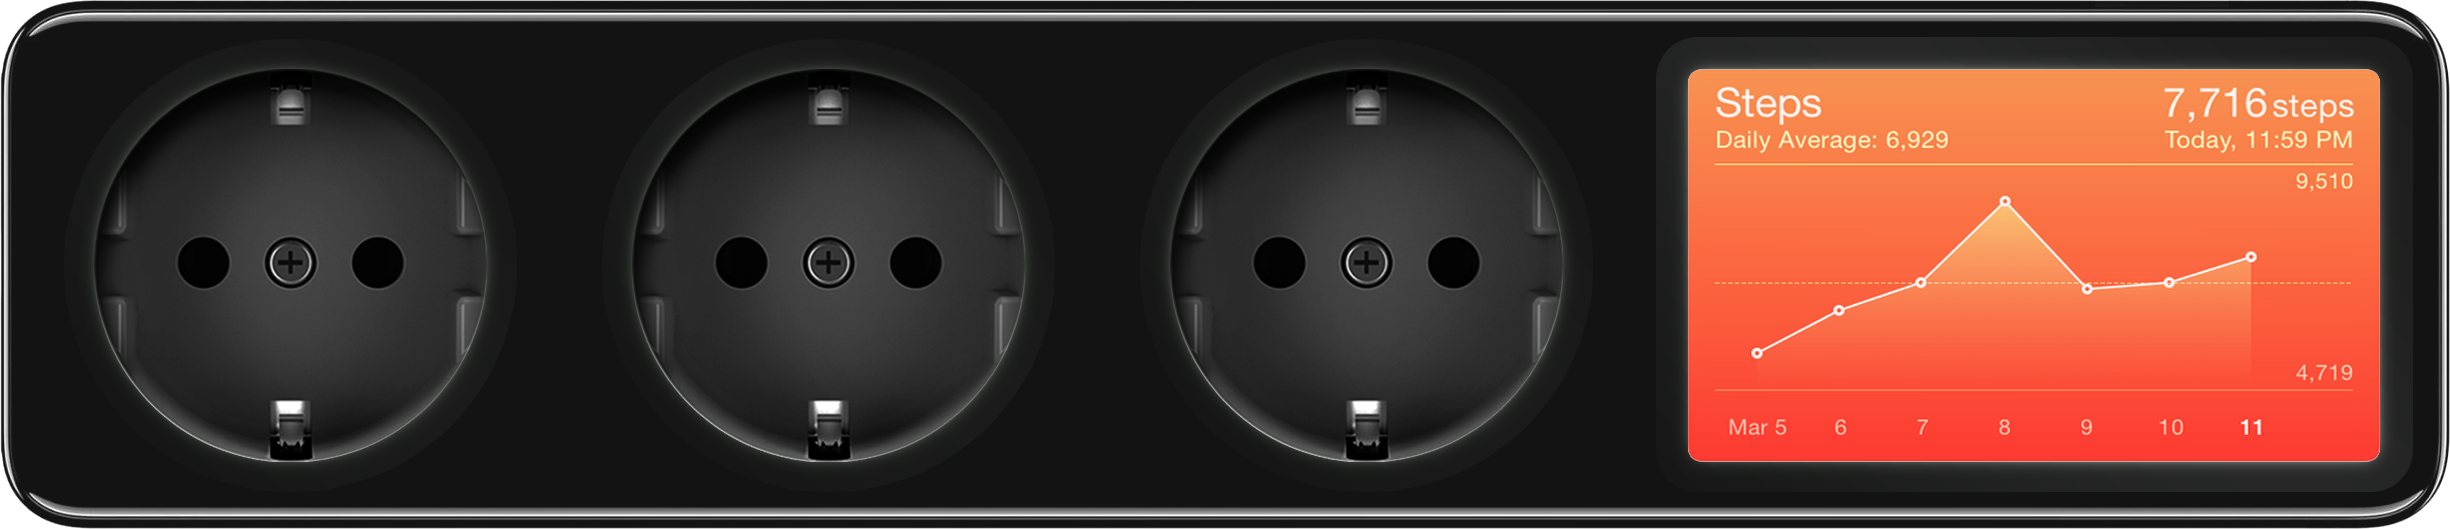 Steps 7,716 steps
Daily Average: 6,929 Today, 11:59 PM
9,510
4,719
Mar 5 6 7 8 9 10 11